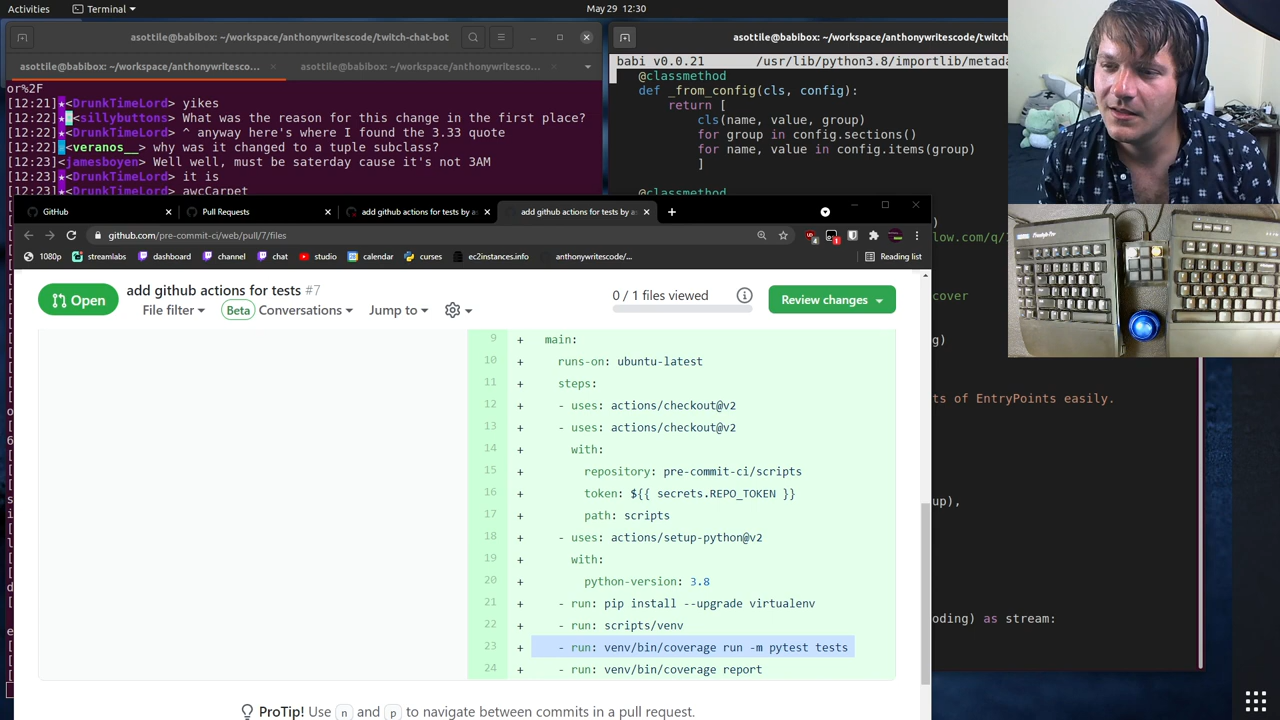 Activities
Terminal
May 29 12:30
asottile@babibox: ~/workspace/anthonywritescode/twitch-chat-bot
asottile@babibox: ~/workspace/anthonywritesco...
asottile@babibox: ~/workspace/anthonywritesco...
or%2F
[12:21]★<DrunkTimeLord> yikes
[12:22]★<sillybuttons> What was the reason for this change in the first place?
[12:22]★<DrunkTimeLord> ^ anyway here's where I found the 3.33 quote
[12:22] <veranos__> why was it changed to a tuple subclass?
[12:23]<jamesboyen> Well well, must be saterday cause it's not 3AM
[12:23]★<DrunkTimeLord> it is
[12:23]★<DrunkTimeLord> awcCarpet
asottile@babibox: ~/workspace/anthonywritescode/twitc
babi v0.0.21 /usr/lib/python3.8/importlib/metada
@classmethod
def _from_config(cls, config):
return [
cls(name, value, group)
for group in config.sections()
for name, value in config.items(group)
]
@classmethod
low.com/q/
cover
g)
ts of EntryPoints easily.
up),
oding) as stream:
GitHub
Pull Requests
add github actions for tests by a
add github actions for tests by a
github.com/pre-commit-ci/web/pull/7/files
1080p
streamlabs
dashboard
channel
chat
studio
calendar
curses
ec2instances.info
anthonywritescode/...
Reading list
Open
add github actions for tests #7
File filter
Beta
Conversations
Jump to
0 / 1 files viewed
Review changes
9 + main:
10 + runs-on: ubuntu-latest
11 + steps:
12 + - uses: actions/checkout@v2
13 + - uses: actions/checkout@v2
14 + with:
15 + repository: pre-commit-ci/scripts
16 + token: ${{ secrets.REPO_TOKEN }}
17 + path: scripts
18 + - uses: actions/setup-python@v2
19 + with:
20 + python-version: 3.8
21 + - run: pip install --upgrade virtualenv
22 + - run: scripts/venv
23 + - run: venv/bin/coverage run -m pytest tests
24 + - run: venv/bin/coverage report
ProTip! Use n and p to navigate between commits in a pull request.